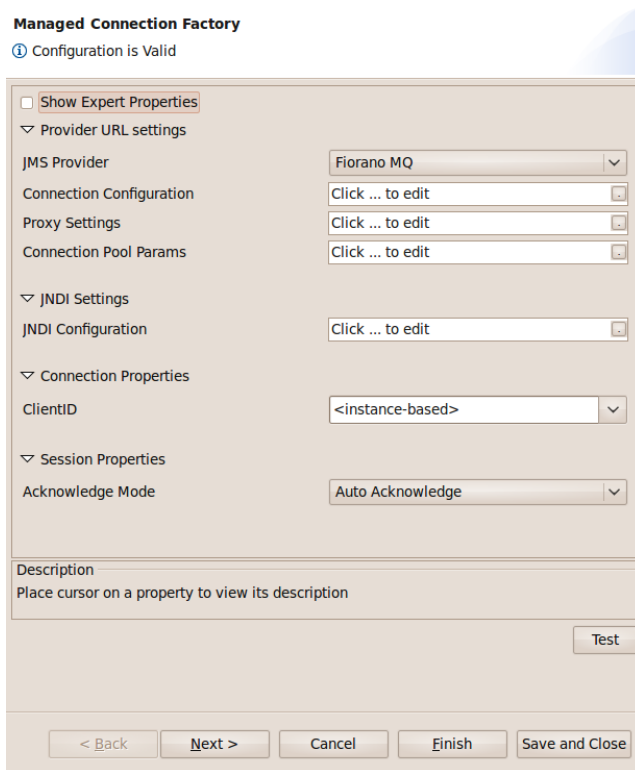 Managed Connection Factory
Configuration is Valid
Show Expert Properties
Provider URL settings
JMS Provider Fiorano MQ
Connection Configuration Click ... to edit
Proxy Settings Click ... to edit
Connection Pool Params Click ... to edit
JNDI Settings
JNDI Configuration Click ... to edit
Connection Properties
ClientID <instance-based>
Session Properties
Acknowledge Mode Auto Acknowledge
Description
Place cursor on a property to view its description
Test
< Back Next > Cancel Finish Save and Close